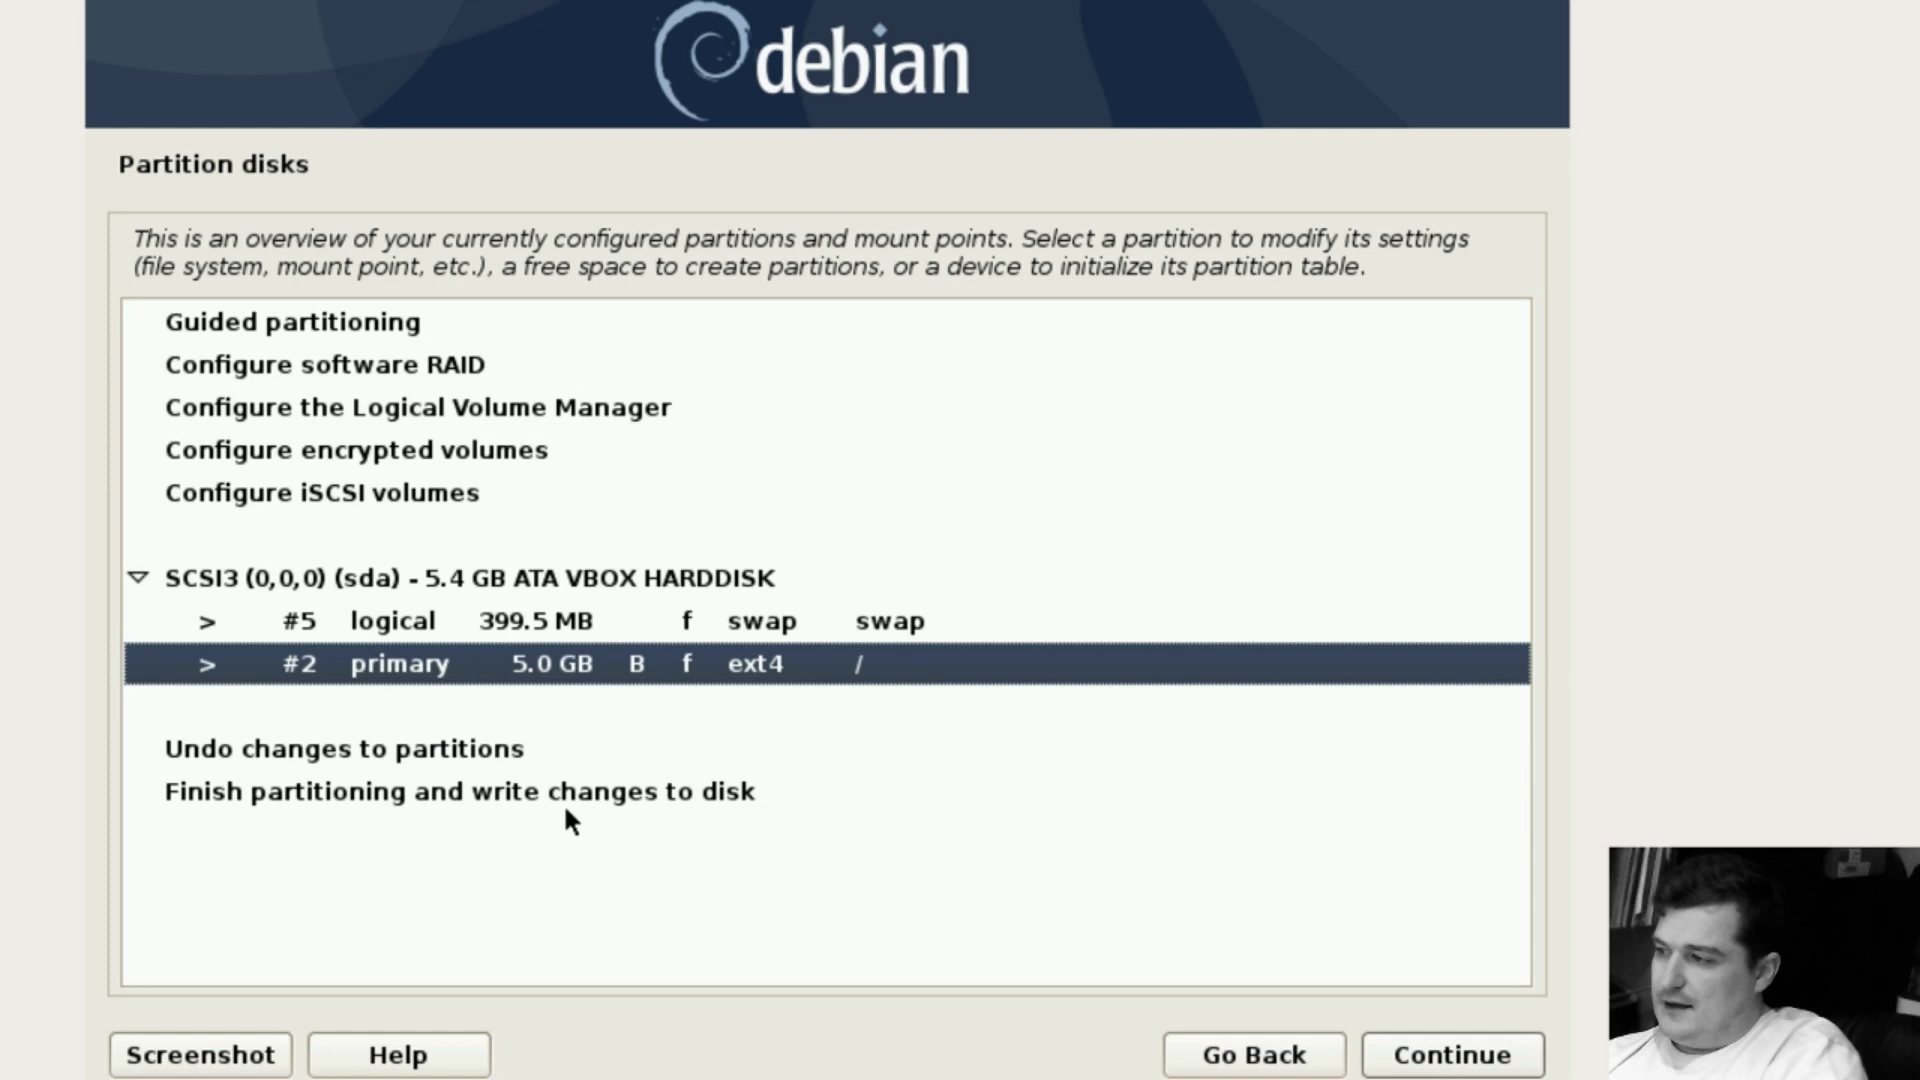 debian
Partition disks
This is an overview of your currently configured partitions and mount points. Select a partition to modify its settings
(file system, mount point, etc.), a free space to create partitions, or a device to initialize its partition table.
Guided partitioning
Configure software RAID
Configure the Logical Volume Manager
Configure encrypted volumes
Configure iSCSI volumes
SCSI3 (0,0,0) (sda) - 5.4 GB ATA VBOX HARDDISK
> #5 logical 399.5 MB f swap swap
> #2 primary 5.0 GB B f ext4 /
Undo changes to partitions
Finish partitioning and write changes to disk
Screenshot Help Go Back Continue